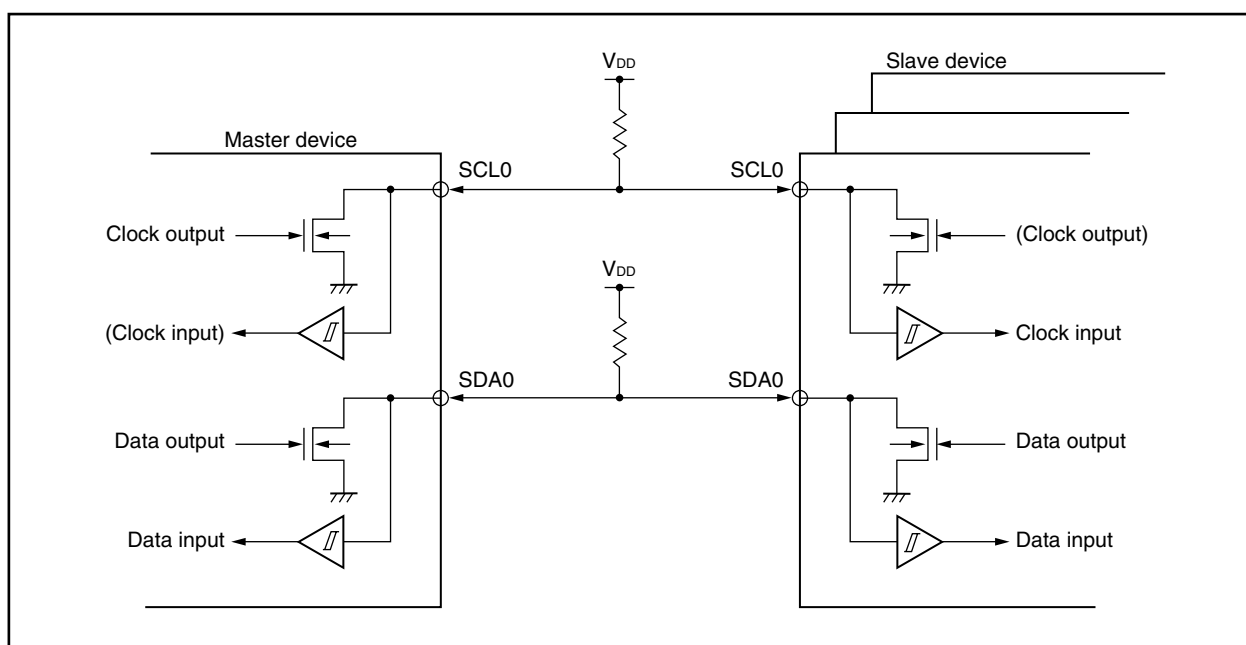 VDD
Slave device
Master device
SCL0
SCL0
Clock output
(Clock output)
VDD
(Clock input)
Clock input
SDA0
SDA0
Data output
Data output
Data input
Data input